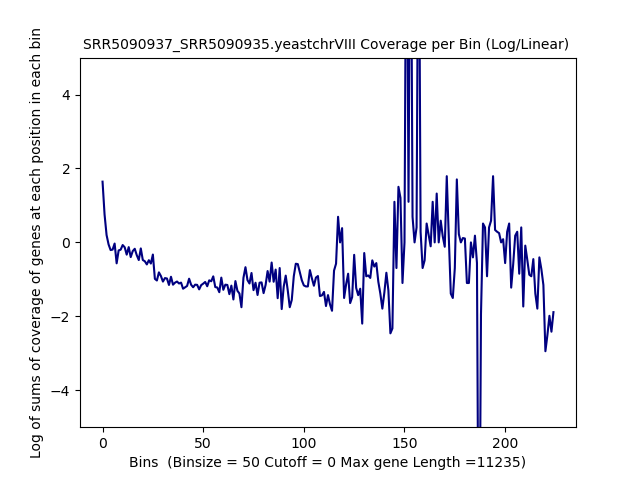 SRR5090937_SRR5090935.yeastchrVIII Coverage per Bin (Log/Linear)
Log of sums of coverage of genes at each position in each bin
4
2
0
−2
−4
0 50 100 150 200
Bins  (Binsize = 50 Cutoff = 0 Max gene Length =11235)